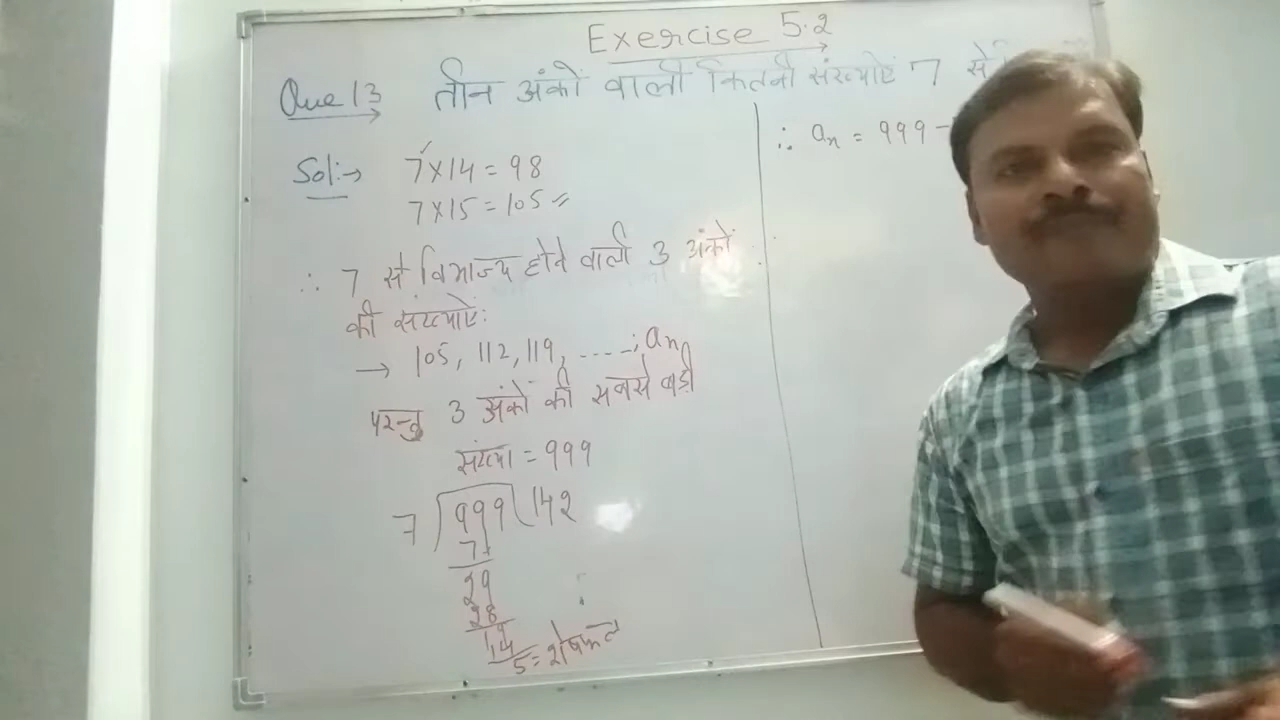 Exercise 5.2
Que 13 तीन अंकों वाली कितनी संख्याएं 7 से
Sol:→ 7×14 = 98
7×15 = 105
∴ 7 से विभाज्य होने वाली 3 अंकों
की संख्याएं:
→ 105, 112, 119, ----; an
परन्तु 3 अंकों की सबसे बड़ी
संख्या = 999
7 999 142
7
29
28
19
14
5 = शेषफल
∴ an = 999 -